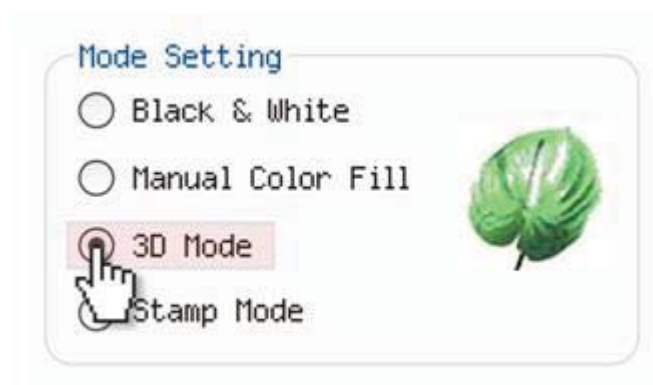 Mode Setting
Black & White
Manual Color Fill
3D Mode
Stamp Mode